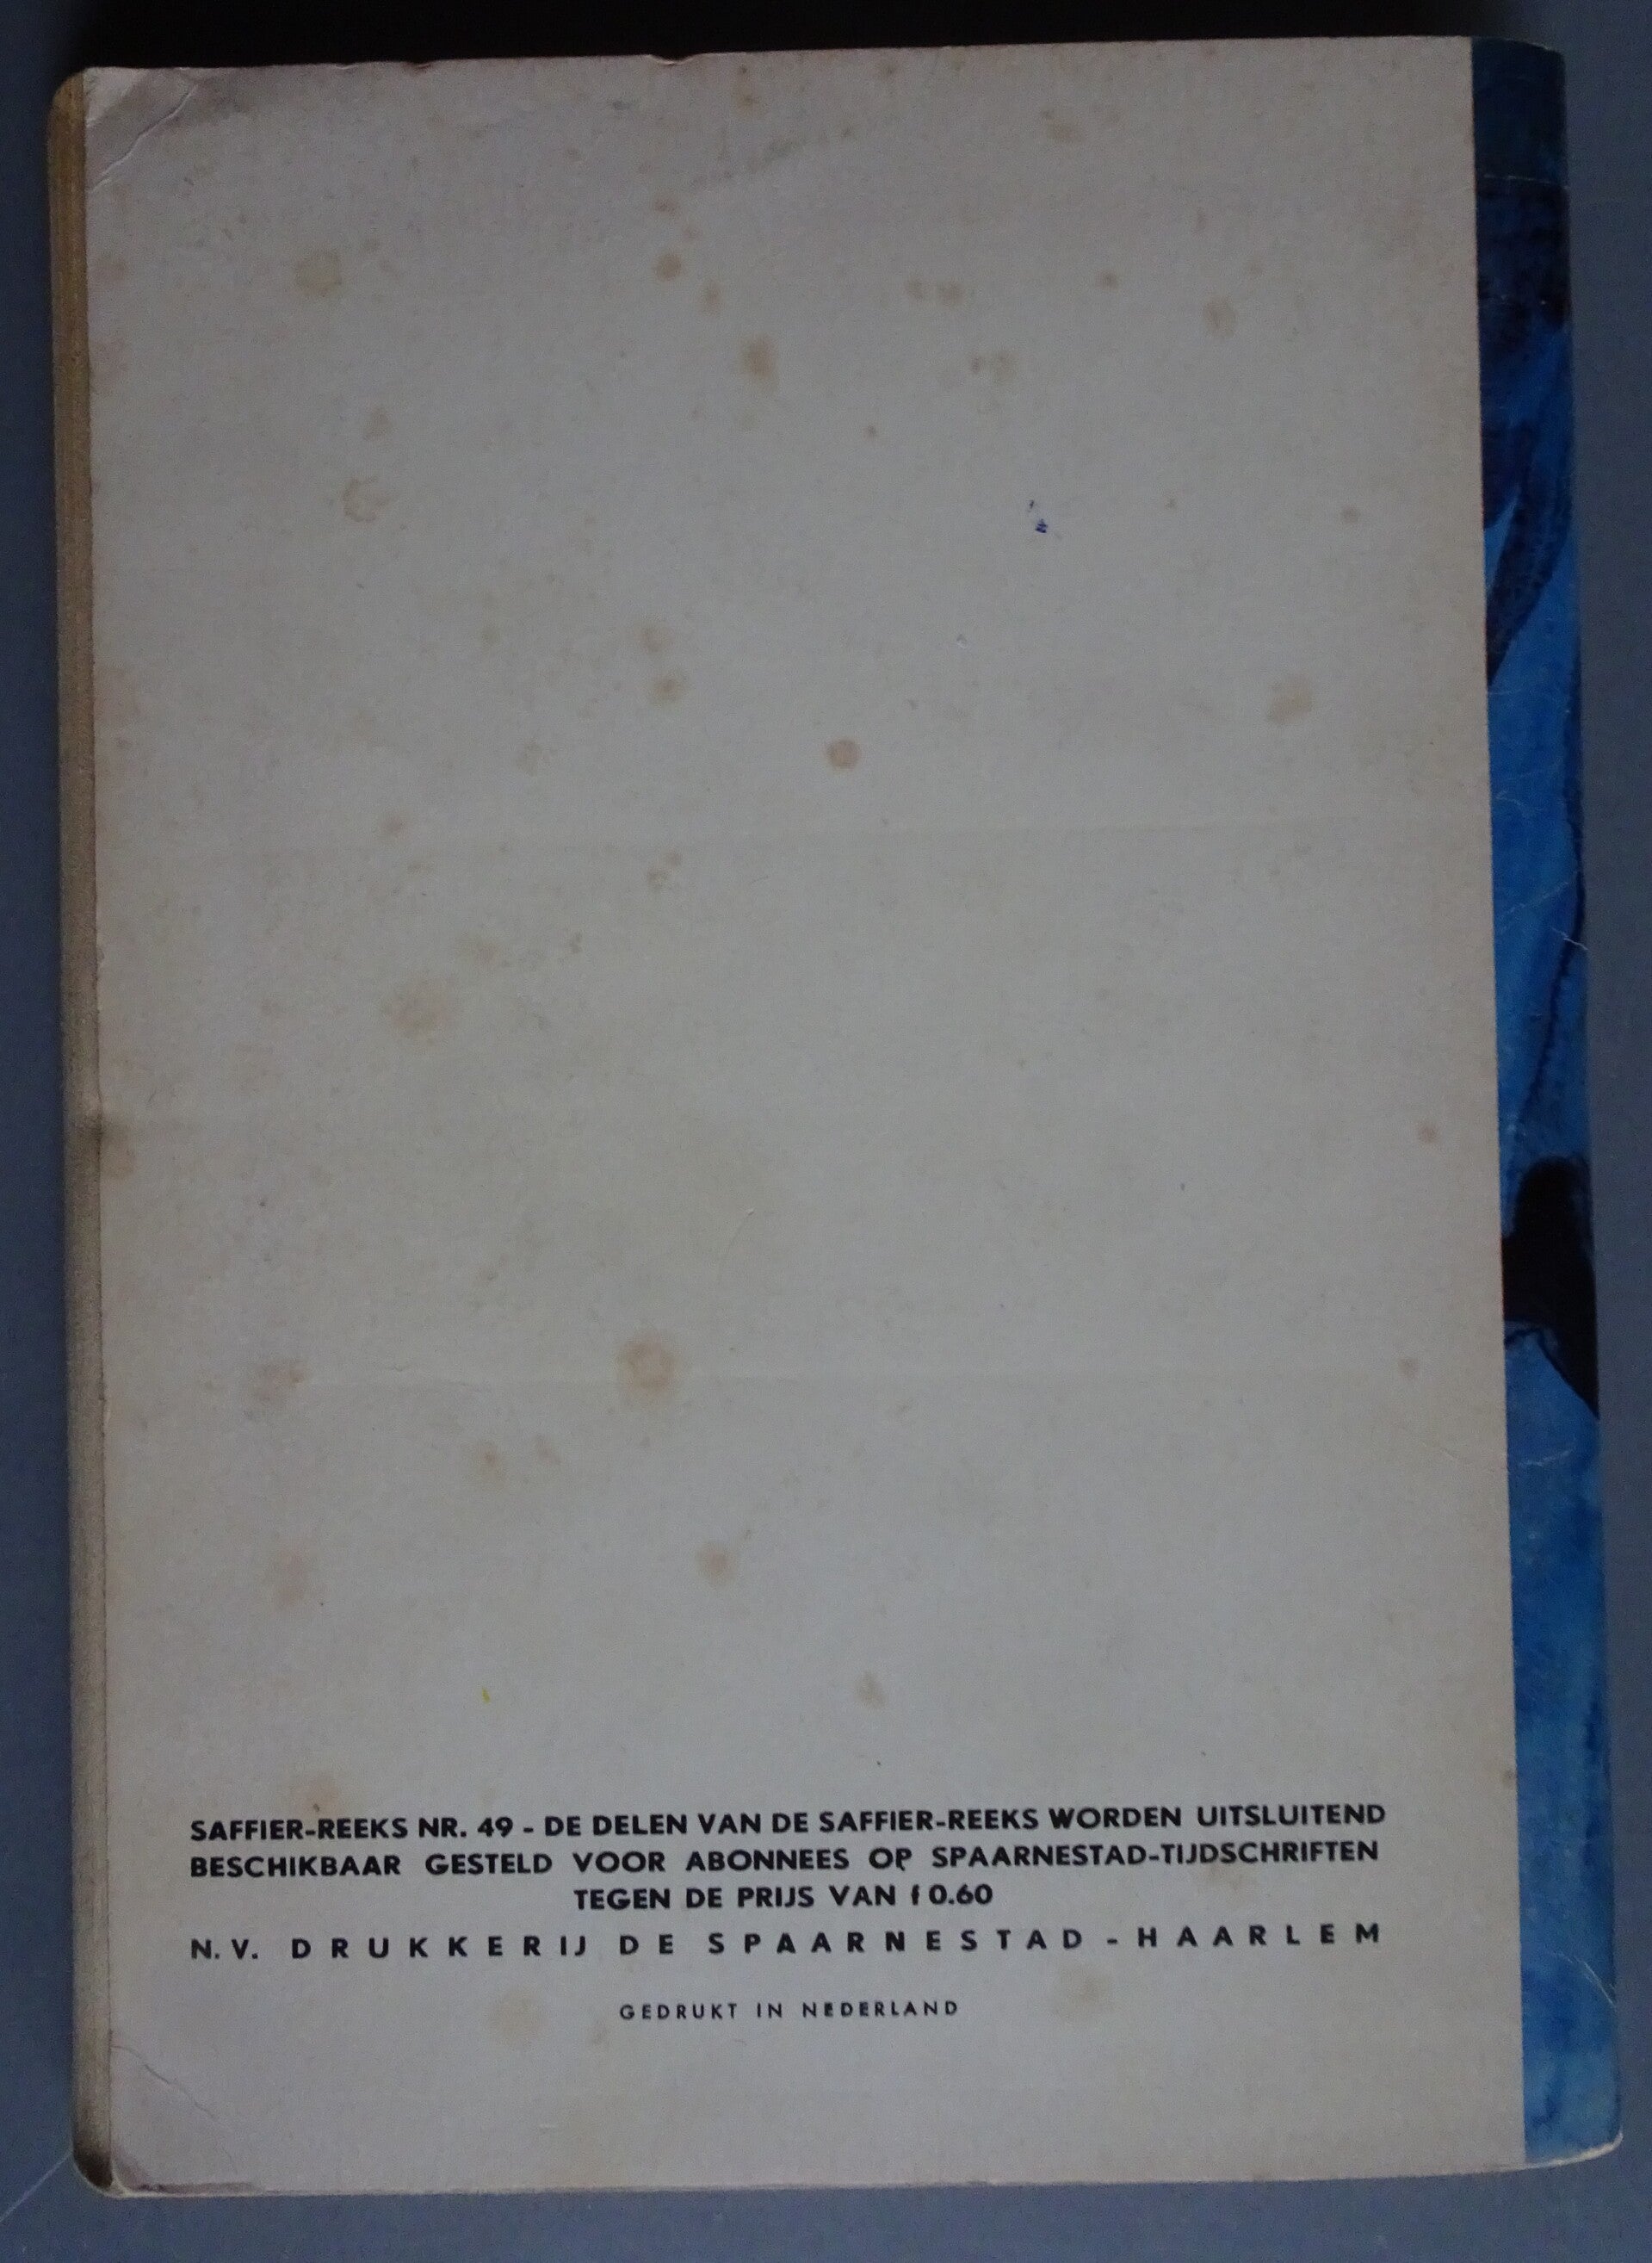 SAFFIER-REEKS NR. 49 - DE DELEN VAN DE SAFFIER-REEKS WORDEN UITSLUITEND
BESCHIKBAAR GESTELD VOOR ABONNEES OP SPAARNESTAD-TIJDSCHRIFTEN
TEGEN DE PRIJS VAN f 0.60
N.V. DRUKKERIJ DE SPAARNESTAD - HAARLEM
GEDRUKT IN NEDERLAND